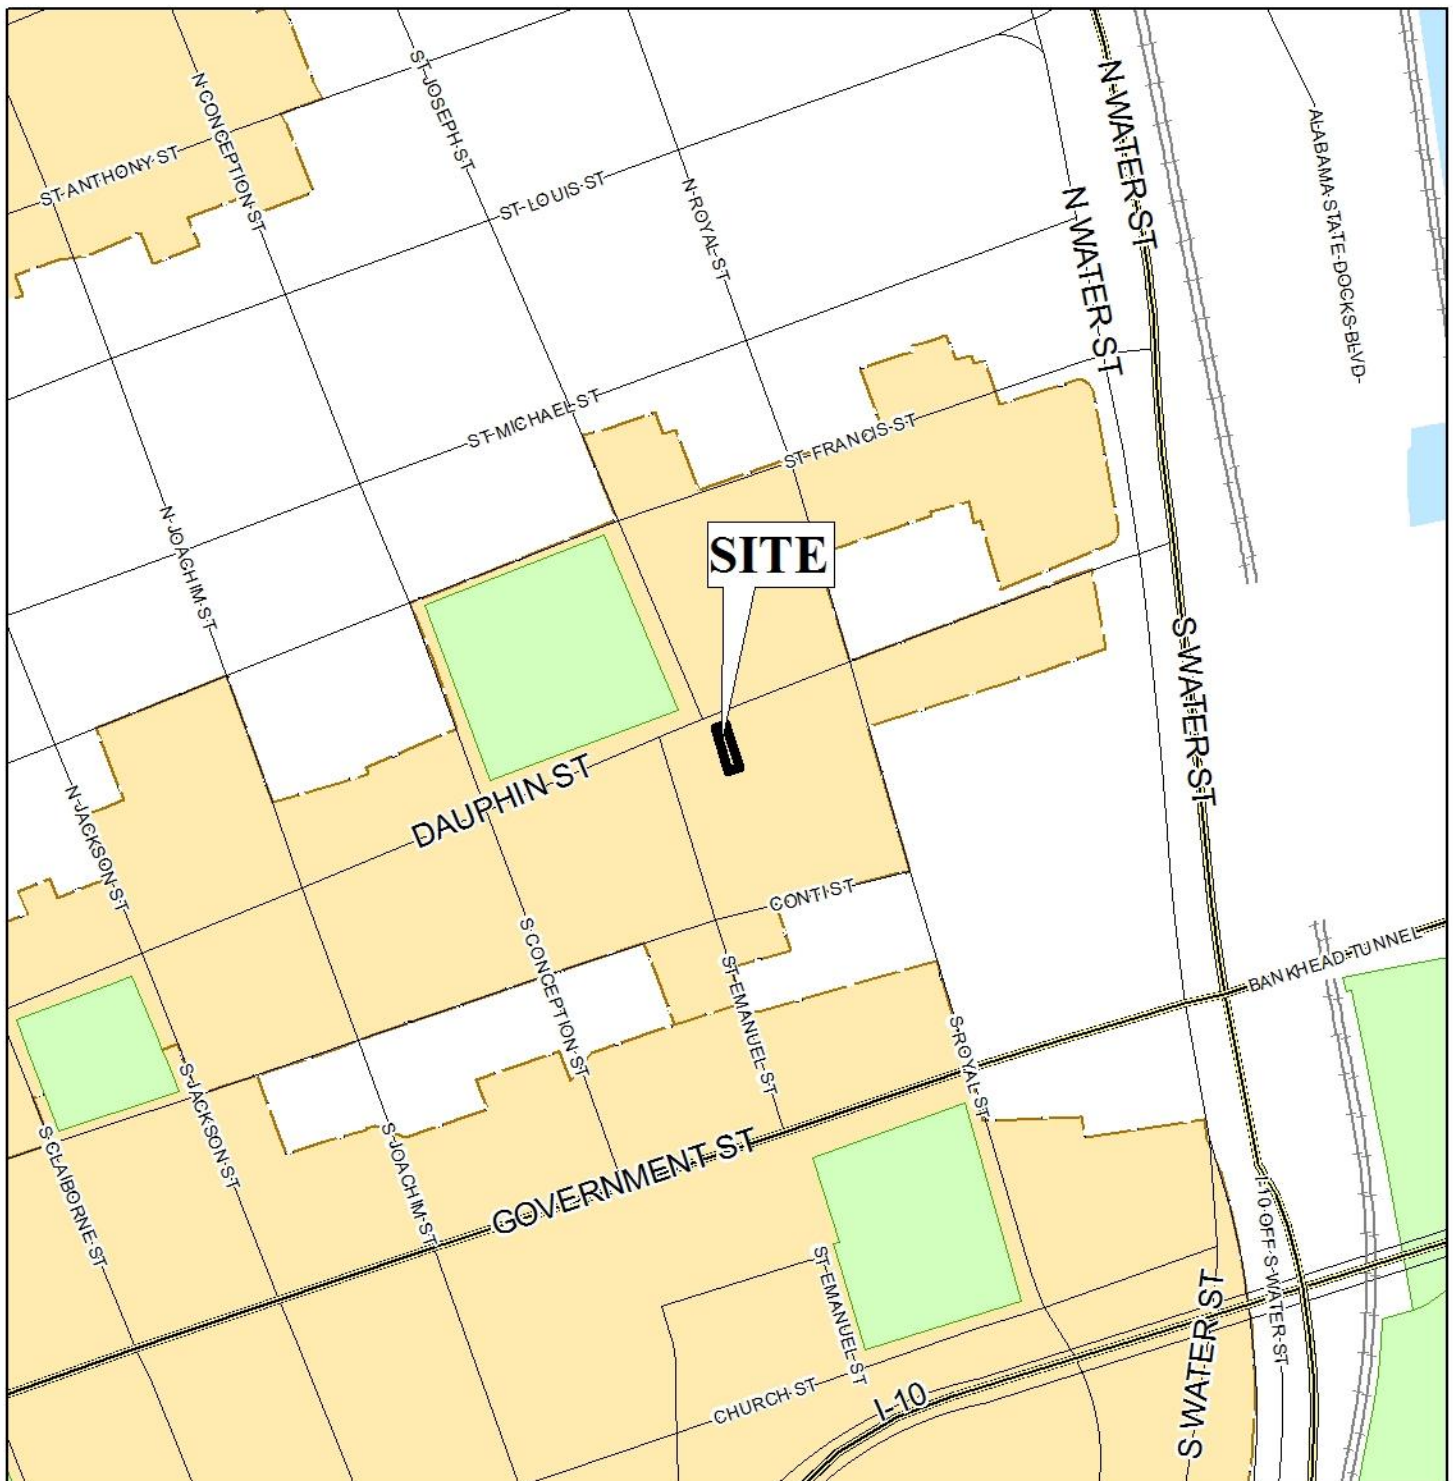 N CONCEPTION ST
ST JOSEPH ST
N WATER ST
ALABAMA STATE DOCKS BLVD
ST ANTHONY ST
ST LOUIS ST
N ROYAL ST
N WATER ST
ST MICHAEL ST
ST FRANCIS ST
N JOACHIM ST
SITE
S WATER ST
DAUPHIN ST
N JACKSON ST
CONTI ST
S CONCEPTION ST
ST EMANUEL ST
BANKHEAD TUNNEL
S ROYAL ST
S JACKSON ST
S CLAIBORNE ST
S JOACHIM ST
GOVERNMENT ST
I-10 OFF S WATER ST
ST EMANUEL ST
S WATER ST
CHURCH ST
I-10